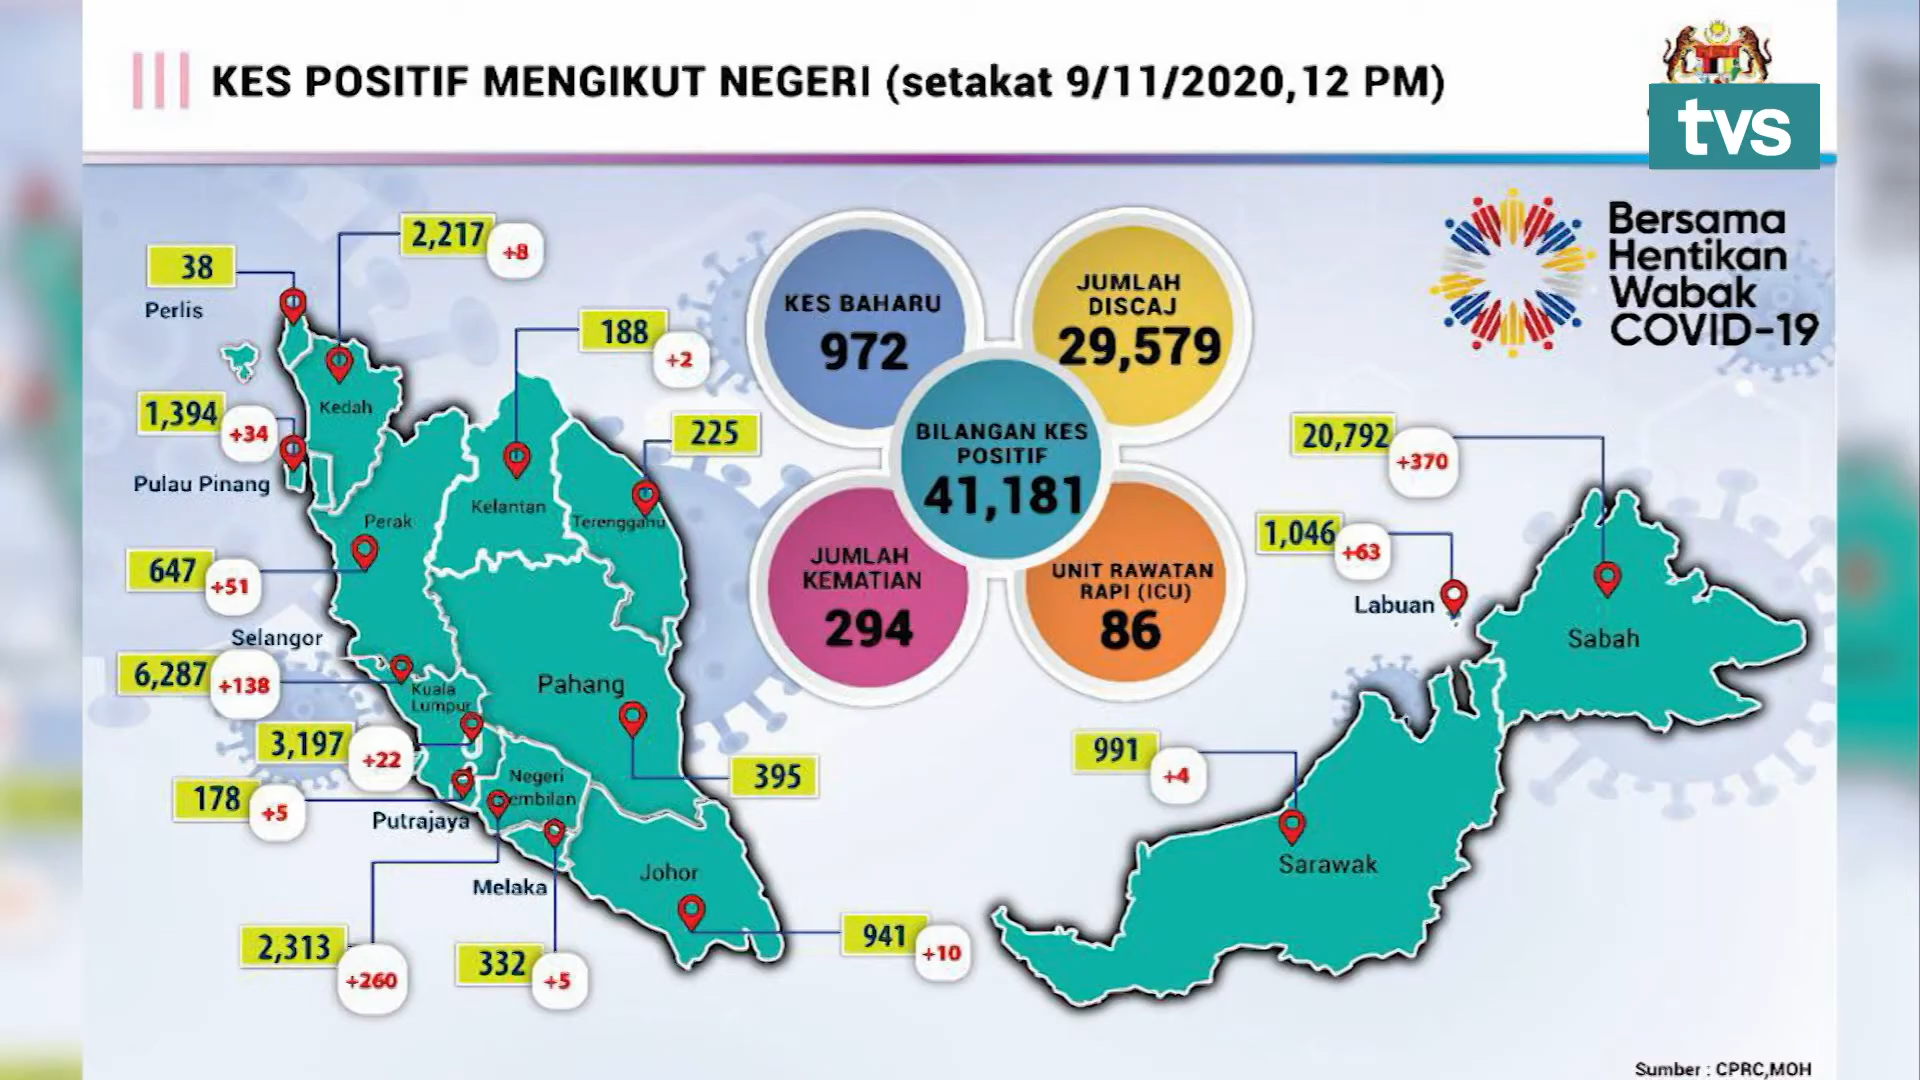 KES POSITIF MENGIKUT NEGERI (setakat 9/11/2020,12 PM)
tvs
Bersama
Hentikan
Wabak
COVID-19
KES BAHARU
972
JUMLAH
DISCAJ
29,579
BILANGAN KES
POSITIF
41,181
JUMLAH
KEMATIAN
294
UNIT RAWATAN
RAPI (ICU)
86
38
Perlis
2,217
+8
Kedah
188
+2
Kelantan
225
Terengganu
1,394
+34
Pulau Pinang
Perak
647
+51
Selangor
6,287
+138
Kuala
Lumpur
3,197
+22
178
+5
Putrajaya
Pahang
395
Negeri
Sembilan
2,313
+260
Melaka
332
+5
Johor
941
+10
20,792
+370
Sabah
1,046
+63
Labuan
991
+4
Sarawak
Sumber : CPRC,MOH